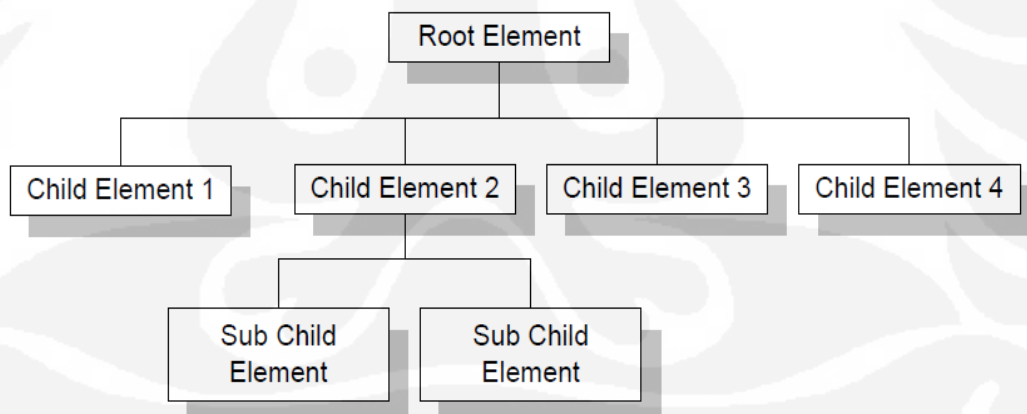 Root Element
Child Element 1
Child Element 2
Child Element 3
Child Element 4
Sub Child
Element
Sub Child
Element